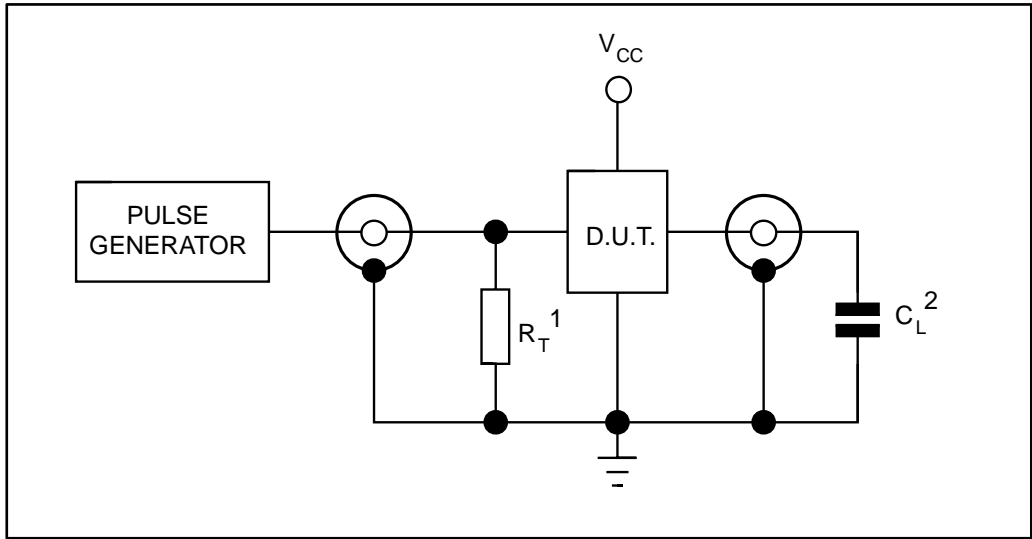 V_CC
PULSE
GENERATOR
D.U.T.
R_T^1
C_L^2